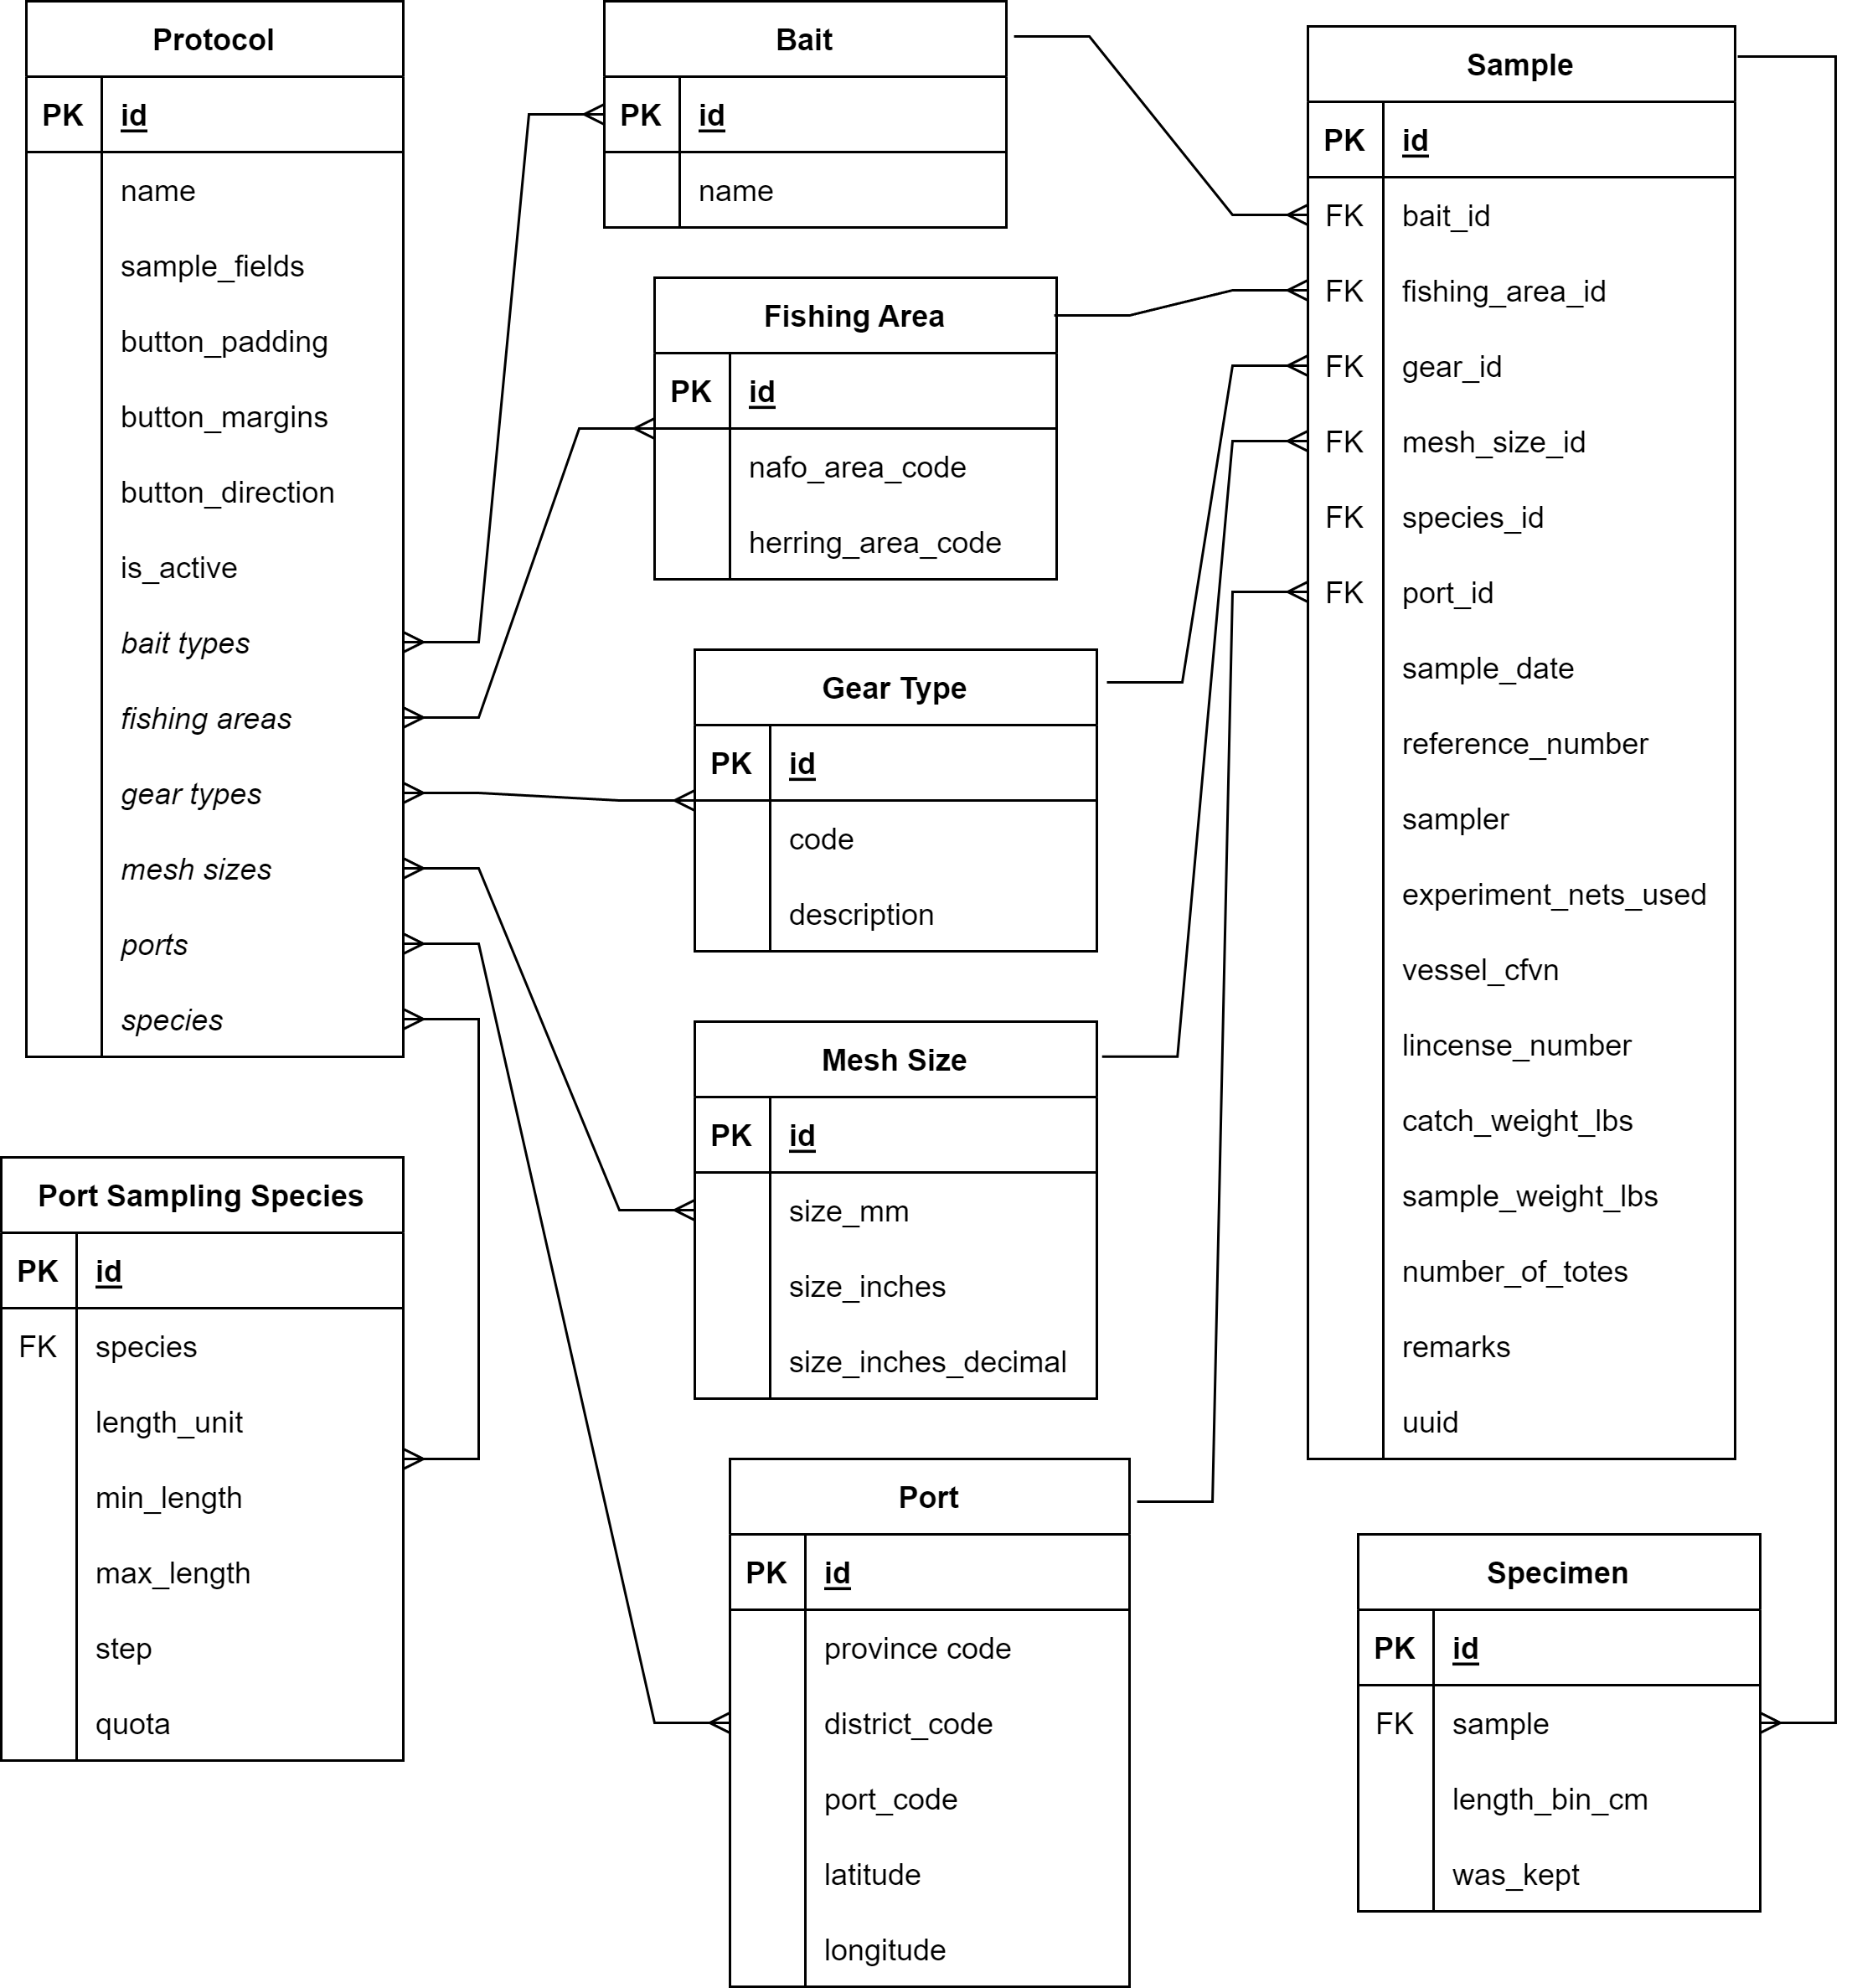 Protocol
PK id
name
sample_fields
button_padding
button_margins
button_direction
is_active
bait types
fishing areas
gear types
mesh sizes
ports
species
Port Sampling Species
PK id
FK species
length_unit
min_length
max_length
step
quota
Bait
PK id
name
Fishing Area
PK id
nafo_area_code
herring_area_code
Gear Type
PK id
code
description
Mesh Size
PK id
size_mm
size_inches
size_inches_decimal
Port
PK id
province code
district_code
port_code
latitude
longitude
Sample
PK id
FK bait_id
FK fishing_area_id
FK gear_id
FK mesh_size_id
FK species_id
FK port_id
sample_date
reference_number
sampler
experiment_nets_used
vessel_cfvn
lincense_number
catch_weight_lbs
sample_weight_lbs
number_of_totes
remarks
uuid
Specimen
PK id
FK sample
length_bin_cm
was_kept